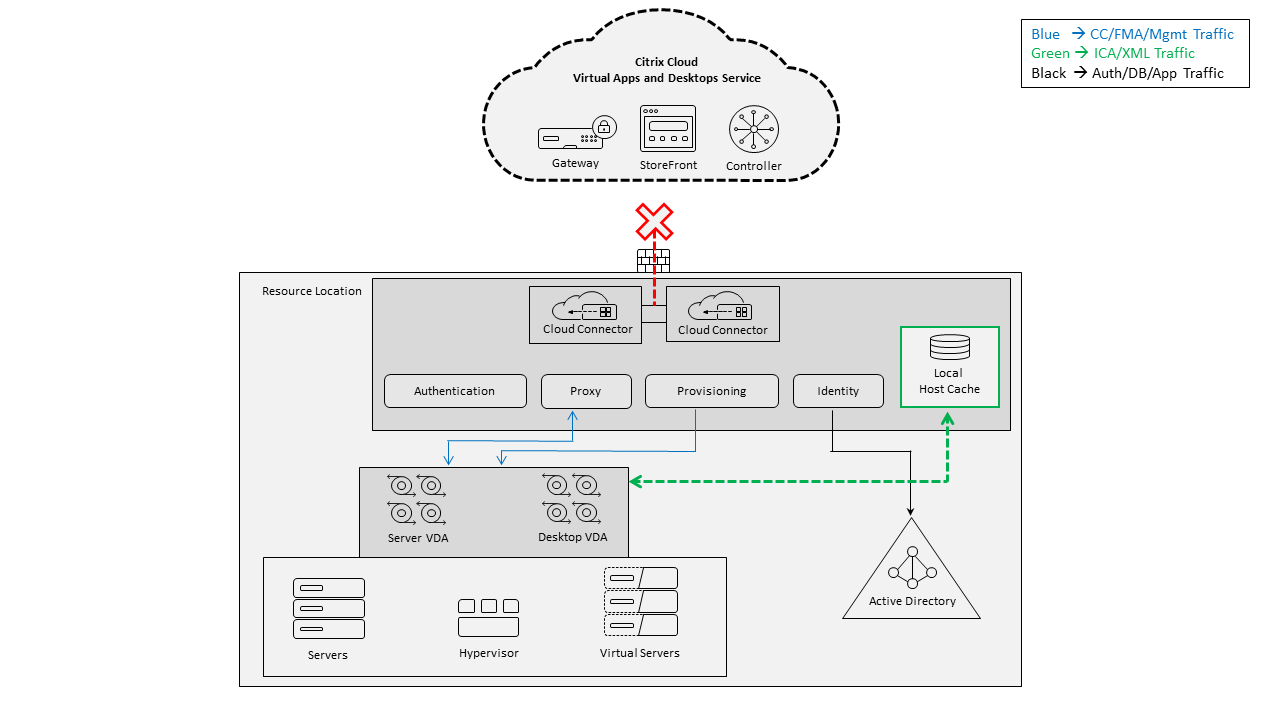 Citrix Cloud
Virtual Apps and Desktops Service
Gateway
StoreFront
Controller
Blue → CC/FMA/Mgmt Traffic
Green → ICA/XML Traffic
Black → Auth/DB/App Traffic
Resource Location
Cloud Connector
Cloud Connector
Local
Host Cache
Authentication
Proxy
Provisioning
Identity
Server VDA
Desktop VDA
Active Directory
Servers
Hypervisor
Virtual Servers